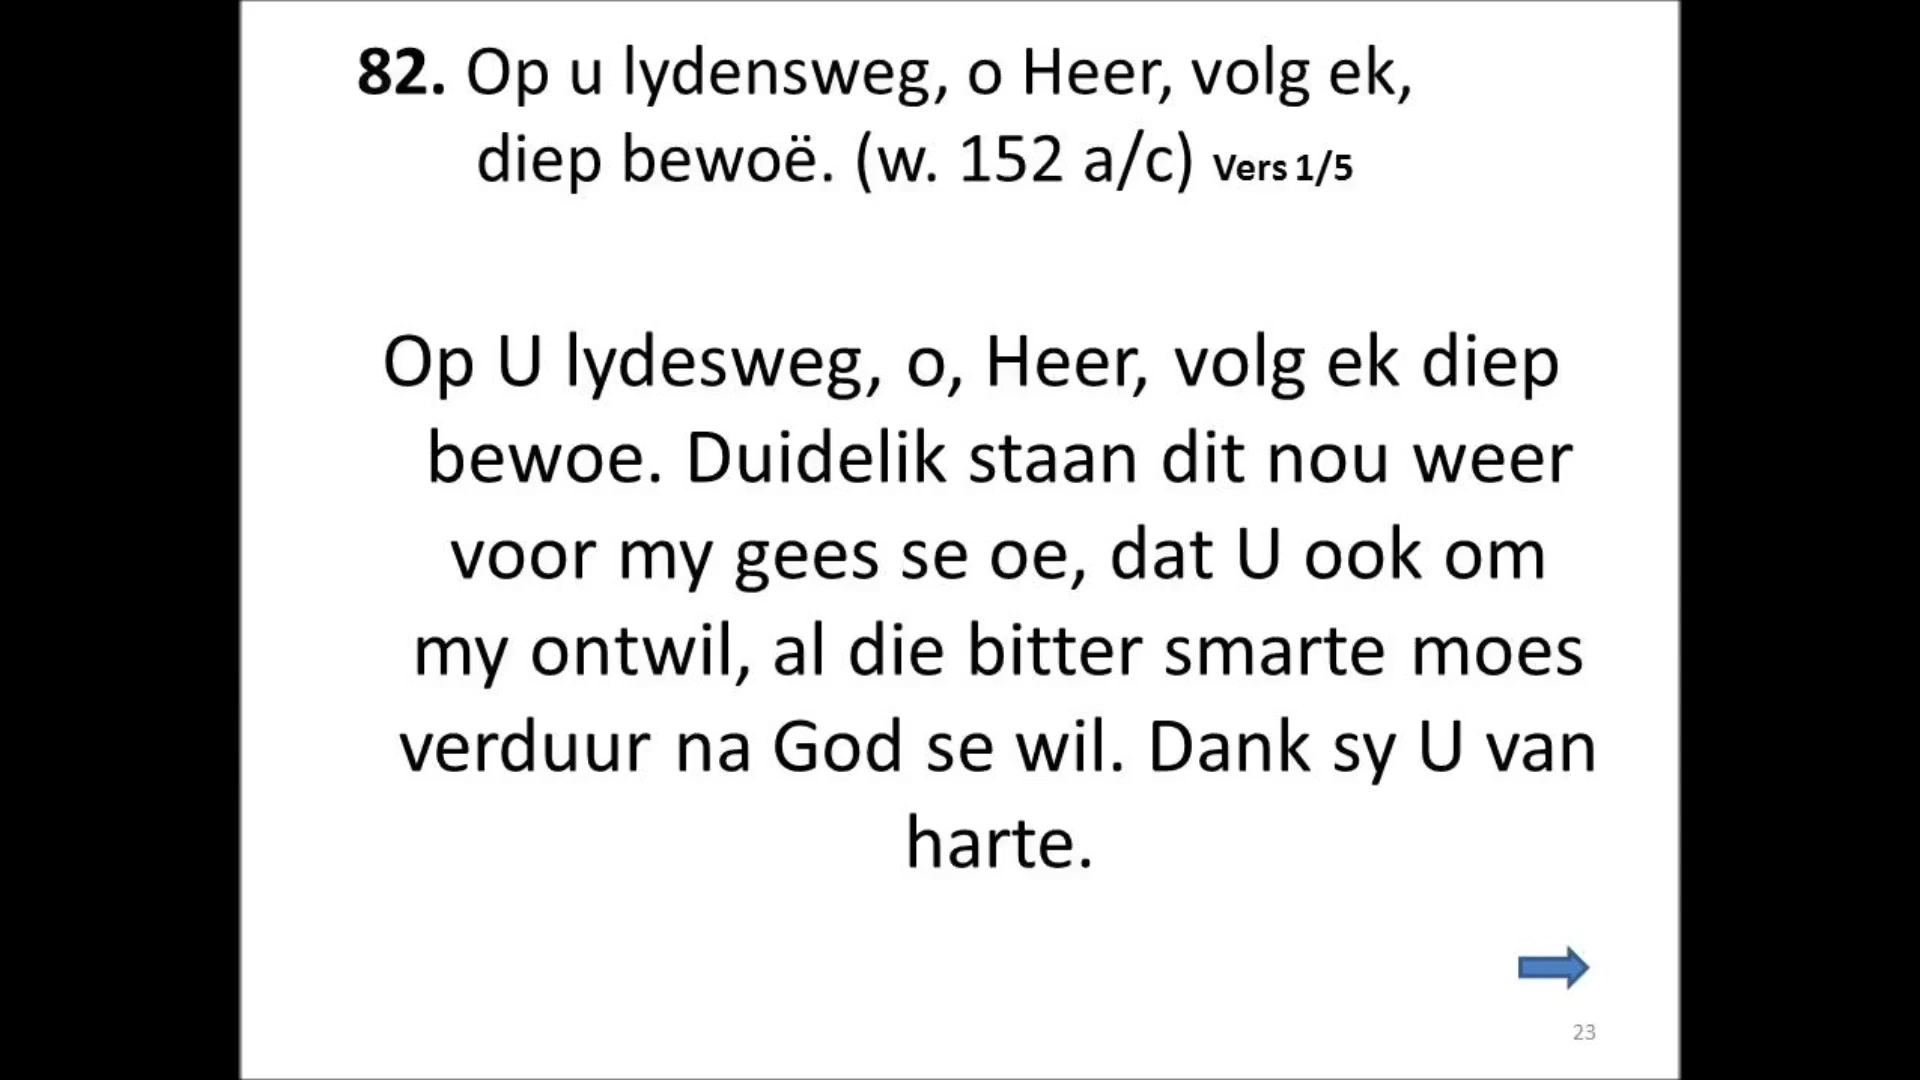 82. Op u lydensweg, o Heer, volg ek,
diep bewoë. (w. 152 a/c) Vers 1/5
Op U lydesweg, o, Heer, volg ek diep
bewoe. Duidelik staan dit nou weer
voor my gees se oe, dat U ook om
my ontwil, al die bitter smarte moes
verduur na God se wil. Dank sy U van
harte.
23